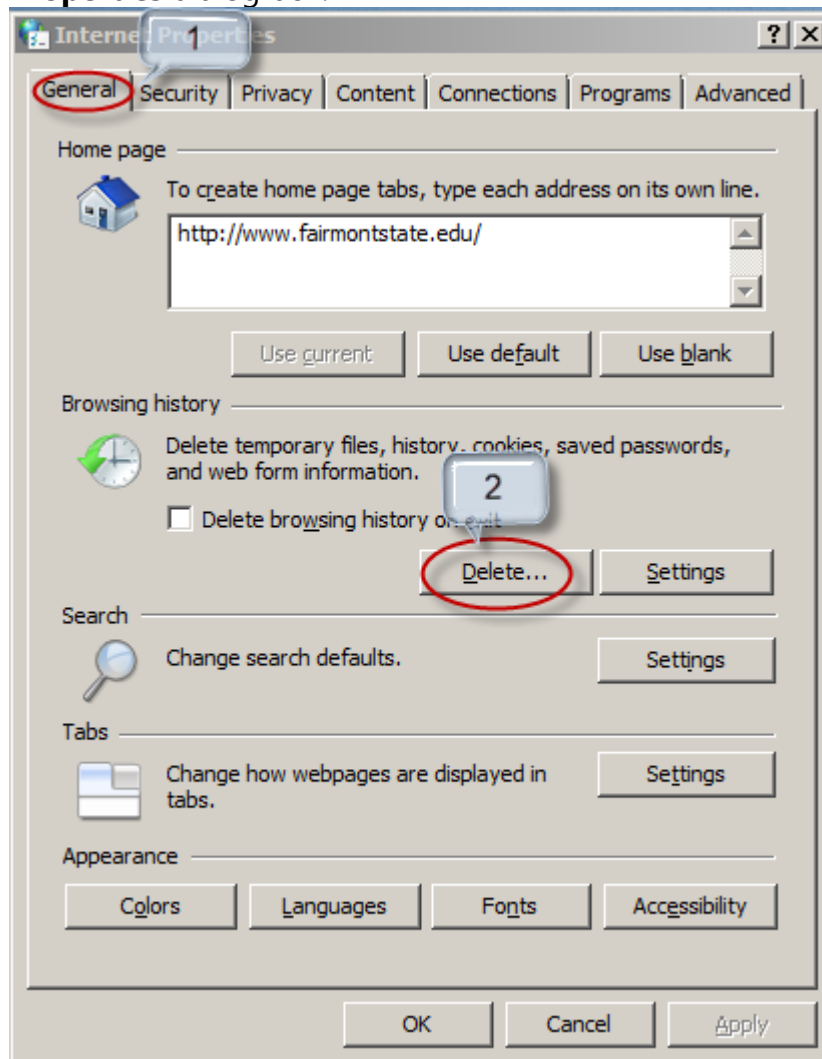 1
Internet Properties
?
General Security Privacy Content Connections Programs Advanced
Home page
To create home page tabs, type each address on its own line.
http://www.fairmontstate.edu/
Use current Use default Use blank
Browsing history
Delete temporary files, history, cookies, saved passwords,
and web form information.
2
Delete browsing history on exit
Delete... Settings
Search
Change search defaults.
Settings
Tabs
Change how webpages are displayed in
tabs.
Settings
Appearance
Colors Languages Fonts Accessibility
OK Cancel Apply